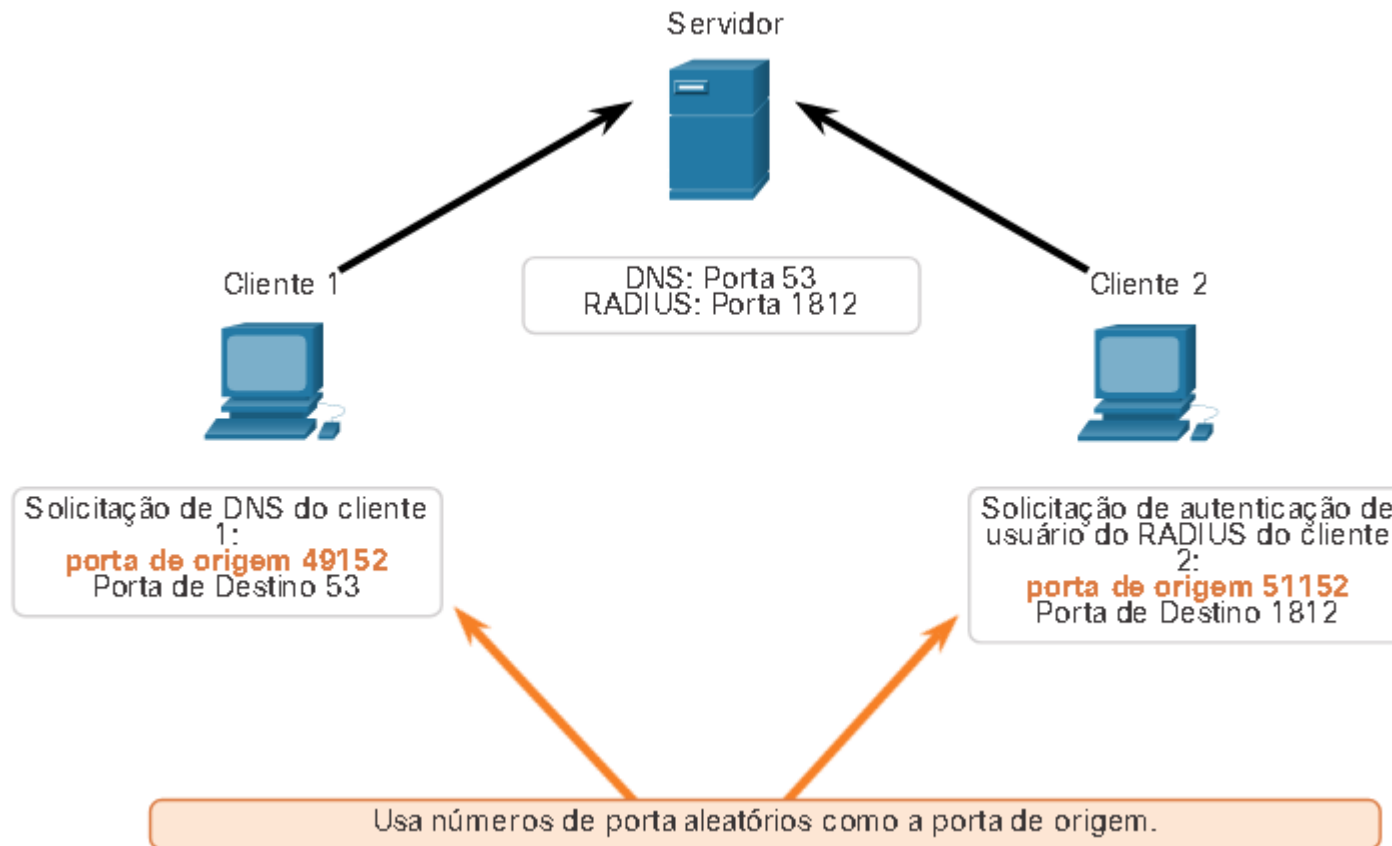 Servidor
Cliente 1
DNS: Porta 53
RADIUS: Porta 1812
Cliente 2
Solicitação de DNS do cliente
1:
porta de origem 49152
Porta de Destino 53
Solicitação de autenticação de
usuário do RADIUS do cliente
2:
porta de origem 51152
Porta de Destino 1812
Usa números de porta aleatórios como a porta de origem.